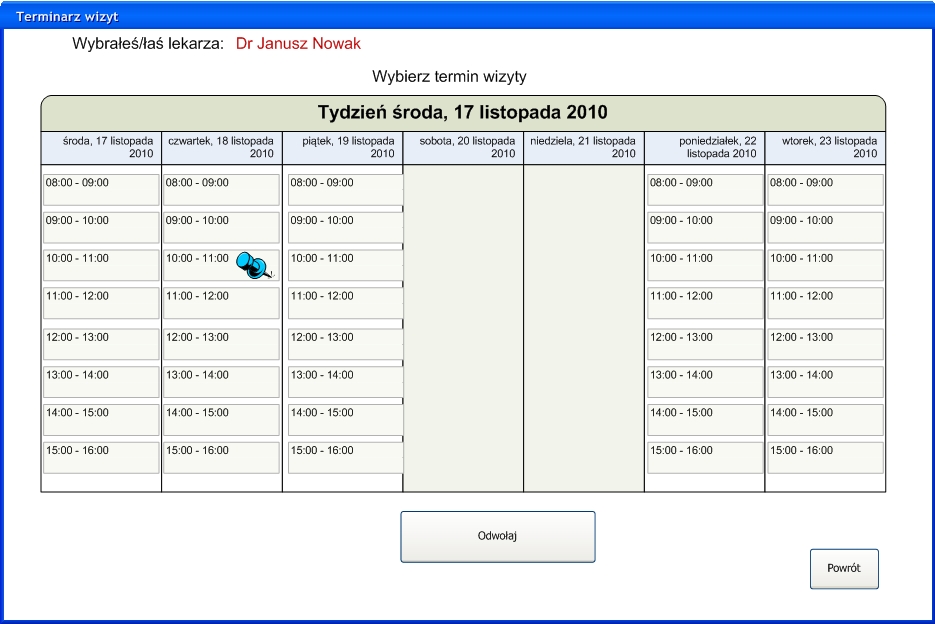 Terminarz wizyt
Wybrałeś/łaś lekarza: Dr Janusz Nowak
Wybierz termin wizyty
Tydzień środa, 17 listopada 2010
środa, 17 listopada 2010
czwartek, 18 listopada 2010
piątek, 19 listopada 2010
sobota, 20 listopada 2010
niedziela, 21 listopada 2010
poniedziałek, 22 listopada 2010
wtorek, 23 listopada 2010
08:00 - 09:00 08:00 - 09:00 08:00 - 09:00 08:00 - 09:00 08:00 - 09:00
09:00 - 10:00 09:00 - 10:00 09:00 - 10:00 09:00 - 10:00 09:00 - 10:00
10:00 - 11:00 10:00 - 11:00 10:00 - 11:00 10:00 - 11:00 10:00 - 11:00
11:00 - 12:00 11:00 - 12:00 11:00 - 12:00 11:00 - 12:00 11:00 - 12:00
12:00 - 13:00 12:00 - 13:00 12:00 - 13:00 12:00 - 13:00 12:00 - 13:00
13:00 - 14:00 13:00 - 14:00 13:00 - 14:00 13:00 - 14:00 13:00 - 14:00
14:00 - 15:00 14:00 - 15:00 14:00 - 15:00 14:00 - 15:00 14:00 - 15:00
15:00 - 16:00 15:00 - 16:00 15:00 - 16:00 15:00 - 16:00 15:00 - 16:00
Odwołaj
Powrót